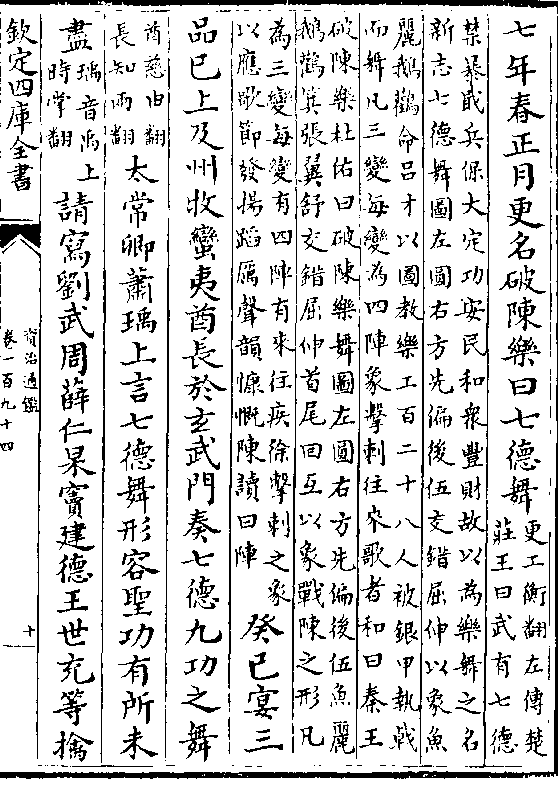 七年春正月更名破陳樂曰七德舞更工衡翻左傳楚
莊王曰武有七德
禁暴戢兵保大定功安民和衆豐財故以為樂舞之名
新志七德舞圖左圓右方先偏後伍交錯屈伸以象魚
麗鵝鸛命吕才以圖教樂工百二十八人被銀甲執戟
而舞凡三變每變為四陣象擊刺往來歌者和曰秦王
破陳樂杜佑曰破陳樂舞圖左圓右方先偏後伍魚麗
鵝鸛箕張翼舒交錯屈伸首尾回互以象戰陳之形凡
為三變每變有四陣有來往疾徐擊刺之象
以應歌節發揚蹈厲聲韻慷慨陳讀曰陣
癸巳宴三
品已上及州牧蠻夷酋長於玄武門奏七德九功之舞
酋慈由翻
長知兩翻
太常卿蕭瑀上言七德舞形容聖功有所未
盡瑀音禹上
時掌翻
請寫劉武周薛仁杲竇建德王世充等擒
欽定四庫全書
資治通鑑
卷一百九十四
十